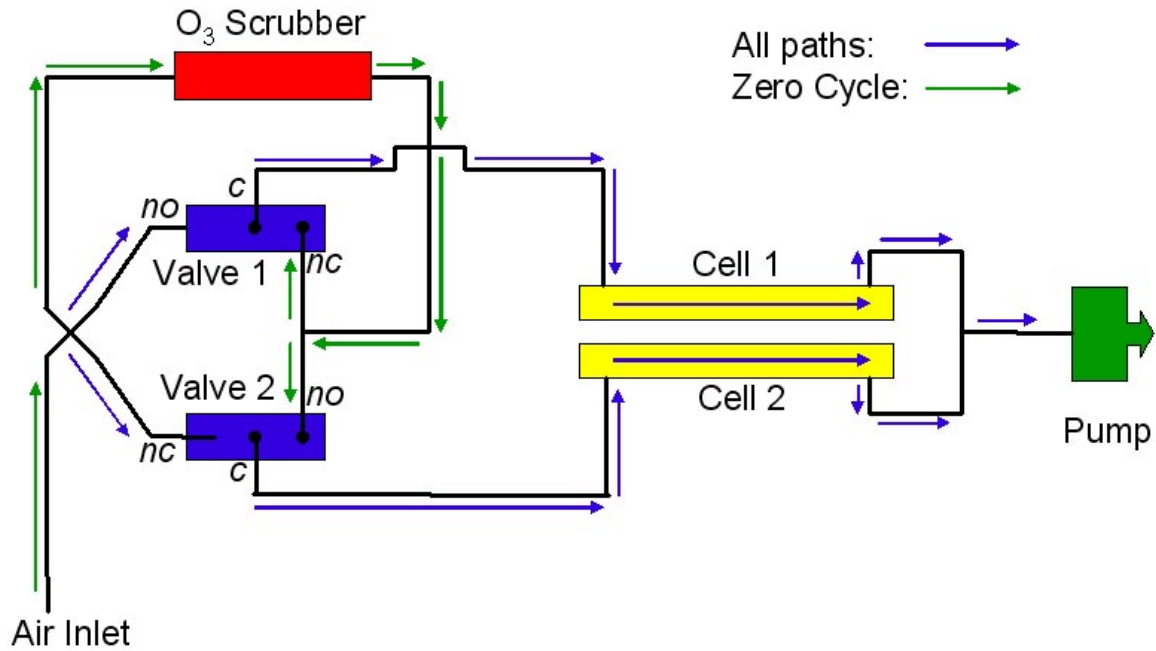 O₃ Scrubber
All paths:
Zero Cycle:
c
no
Valve 1
nc
Cell 1
Valve 2
no
Cell 2
nc
c
Pump
Air Inlet